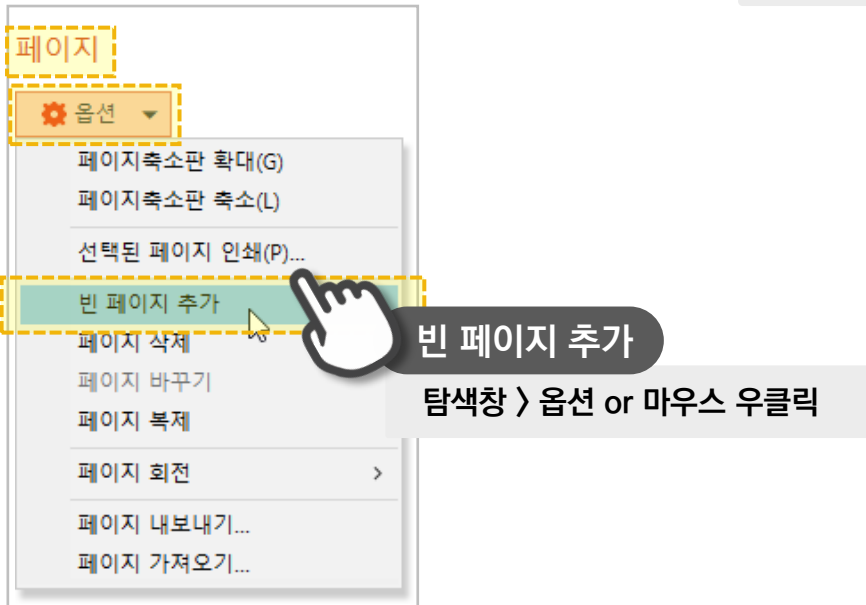 페이지
옵션
페이지축소판 확대(G)
페이지축소판 축소(L)
선택된 페이지 인쇄(P)...
빈 페이지 추가
페이지 삭제
페이지 바꾸기
페이지 복제
페이지 회전
페이지 내보내기...
페이지 가져오기...
빈 페이지 추가
탐색창 > 옵션 or 마우스 우클릭